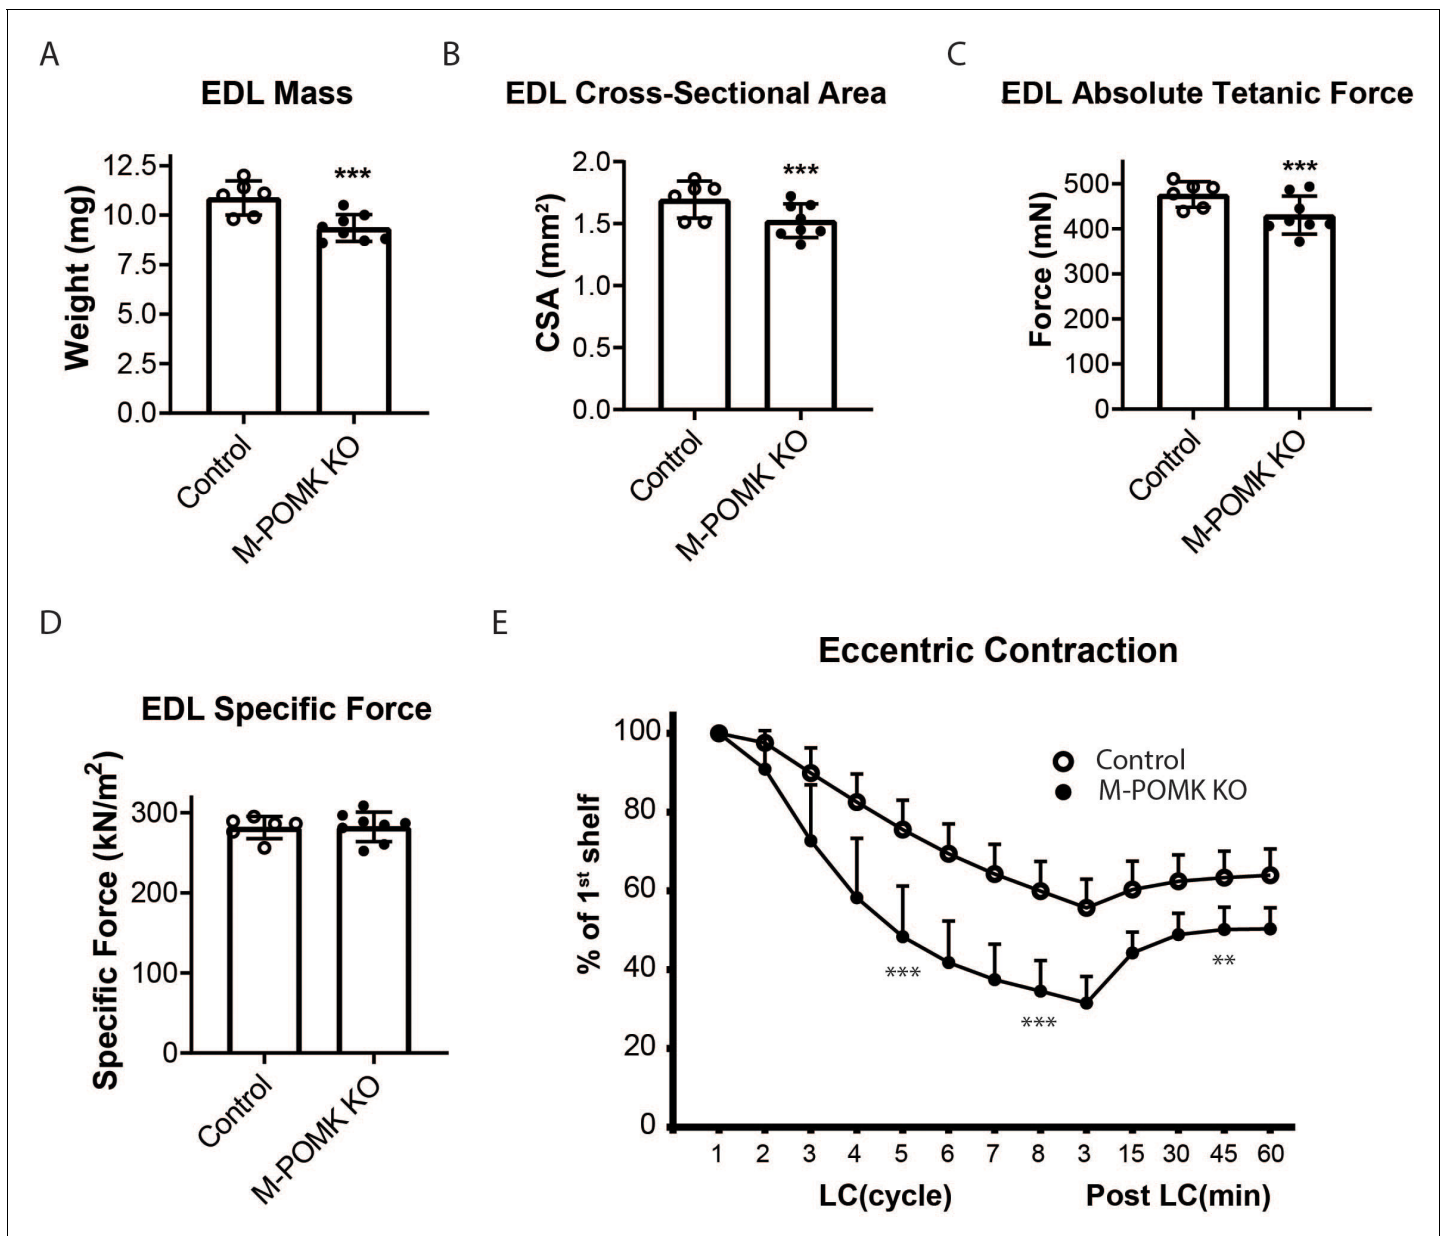 A
EDL Mass
Weight (mg)
12.5
10.0
7.5
5.0
2.5
0.0
***
Control
M-POMK KO
B
EDL Cross-Sectional Area
CSA (mm²)
2.0
1.5
1.0
0.5
0.0
***
Control
M-POMK KO
C
EDL Absolute Tetanic Force
Force (mN)
500
400
300
200
100
0
***
Control
M-POMK KO
D
EDL Specific Force
Specific Force (kN/m²)
300
200
100
0
Control
M-POMK KO
E
Eccentric Contraction
% of 1st shelf
100
80
60
40
20
0
Control
M-POMK KO
***
***
**
1 2 3 4 5 6 7 8 3 15 30 45 60
LC(cycle) Post LC(min)